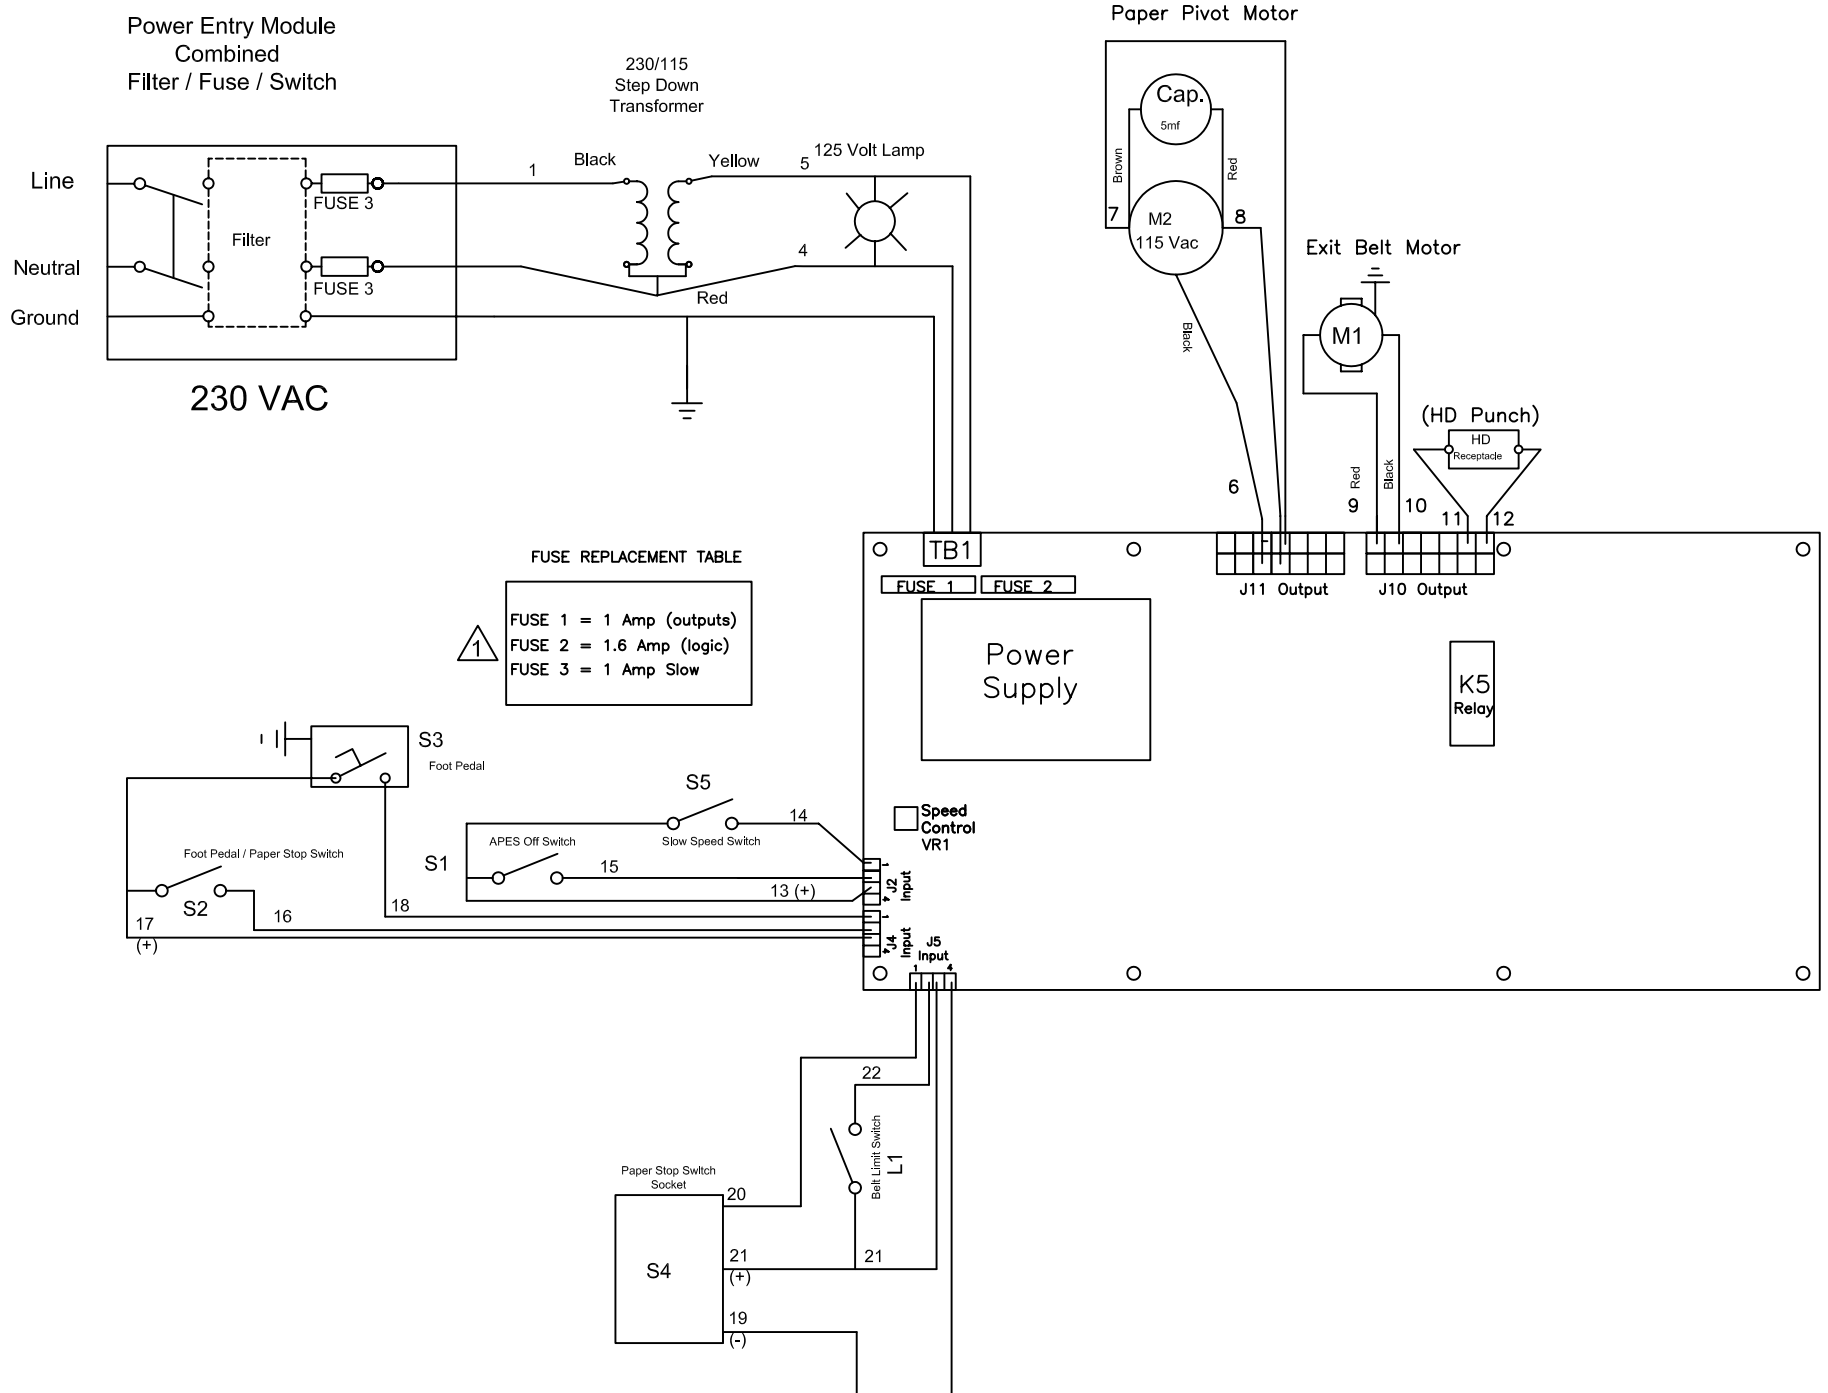 Power Entry Module
Combined
Filter / Fuse / Switch
230/115
Step Down
Transformer
Paper Pivot Motor
Line
Neutral
Ground
Filter
FUSE 3
FUSE 3
230 VAC
1
Black
Yellow
5
125 Volt Lamp
4
Red
Cap.
5mf
Brown
Red
7
M2
115 Vac
8
Black
6
Exit Belt Motor
M1
Red
Black
9
10
(HD Punch)
HD
Receptacle
11
12
TB1
FUSE 1
FUSE 2
J11 Output
J10 Output
Power
Supply
K5
Relay
FUSE REPLACEMENT TABLE
1
FUSE 1 = 1 Amp (outputs)
FUSE 2 = 1.6 Amp (logic)
FUSE 3 = 1 Amp Slow
S3
Foot Pedal
S5
14
Slow Speed Switch
APES Off Switch
S1
15
13 (+)
Foot Pedal / Paper Stop Switch
S2
16
18
17
(+)
Speed
Control
VR1
1
J2
Input
4
1
J4
Input
4
J5
Input
1
4
22
Belt Limit Switch
L1
Paper Stop Switch
Socket
20
21
(+)
21
S4
19
(-)